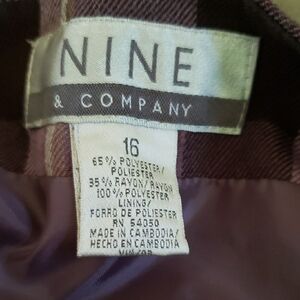 NINE
& COMPANY
16
65% POLYESTER/
POLIESTER
35% RAYON/RAYON
100% POLYESTER
LINING/
FORRO DE POLIESTER
RN 54050
MADE IN CAMBODIA/
HECHO EN CAMBODIA